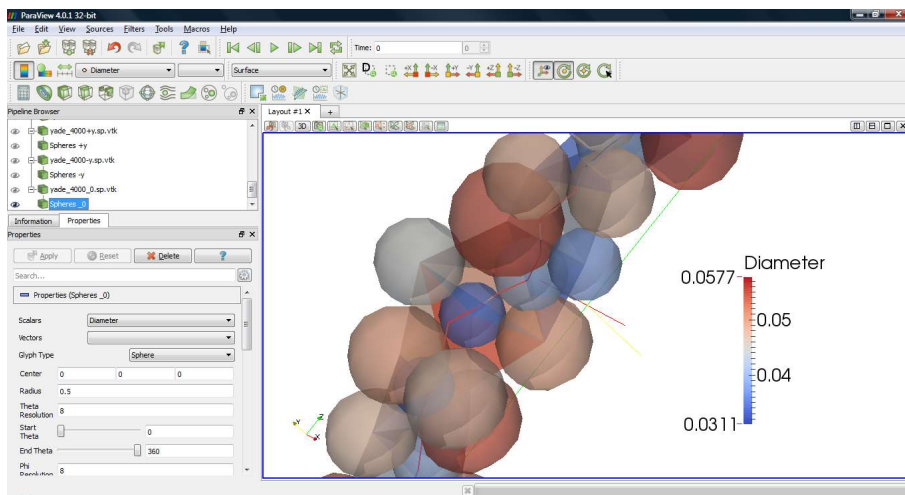 ParaView 4.0.1 32-bit
File Edit View Sources Filters Tools Macros Help
Time: 0 0
Diameter Surface
Pipeline Browser
Layout #1 X +
3D
yade_4000+y.sp.vtk
Spheres +y
yade_4000-y.sp.vtk
Spheres -y
yade_4000_0.sp.vtk
Spheres _0
Information Properties
Properties
Apply Reset Delete ?
Search...
Properties (Spheres _0)
Scalars Diameter
Vectors
Glyph Type Sphere
Center 0 0 0
Radius 0.5
Theta
Resolution 8
Start
Theta 0
End Theta 360
Phi
Resolution 8
Diameter
0.0577
0.05
0.04
0.0311
Y Z X